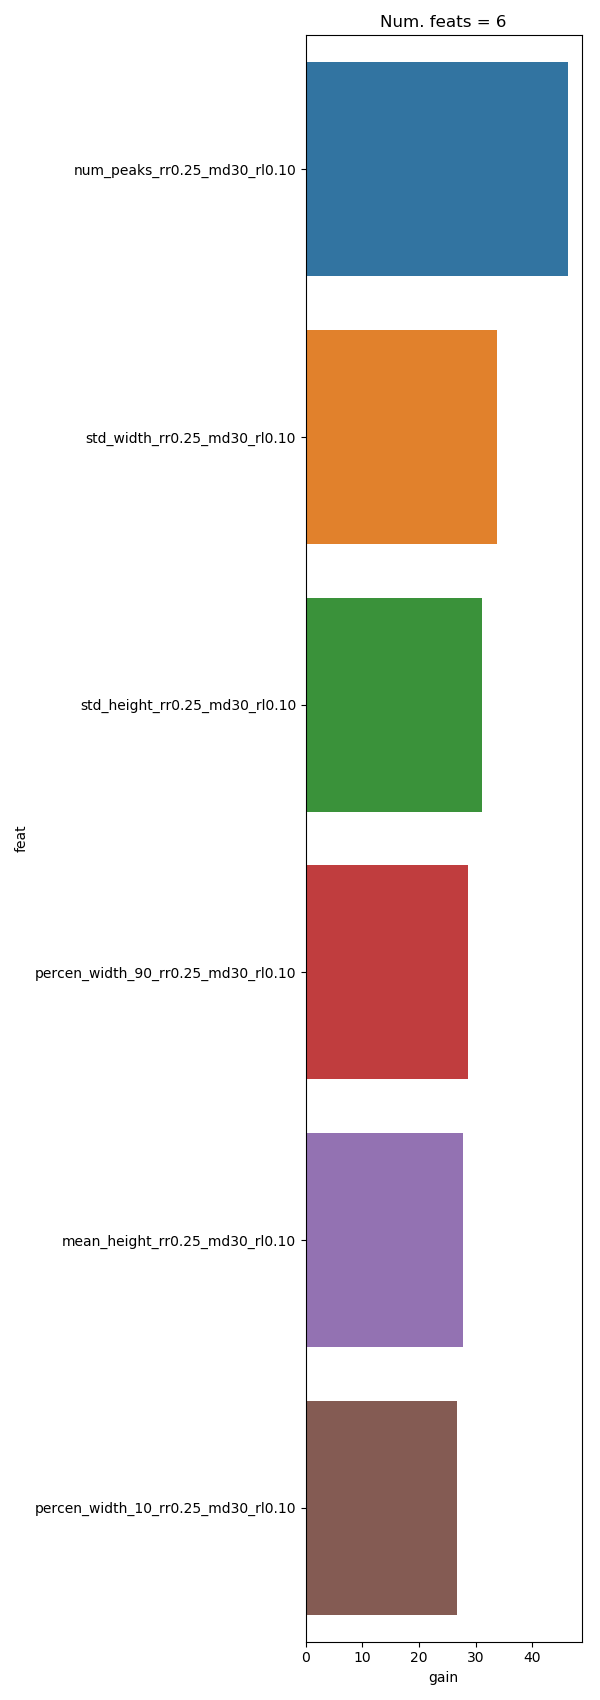 Num. feats = 6
num_peaks_rr0.25_md30_rl0.10
std_width_rr0.25_md30_rl0.10
std_height_rr0.25_md30_rl0.10
feat
percen_width_90_rr0.25_md30_rl0.10
mean_height_rr0.25_md30_rl0.10
percen_width_10_rr0.25_md30_rl0.10
0 10 20 30 40
gain